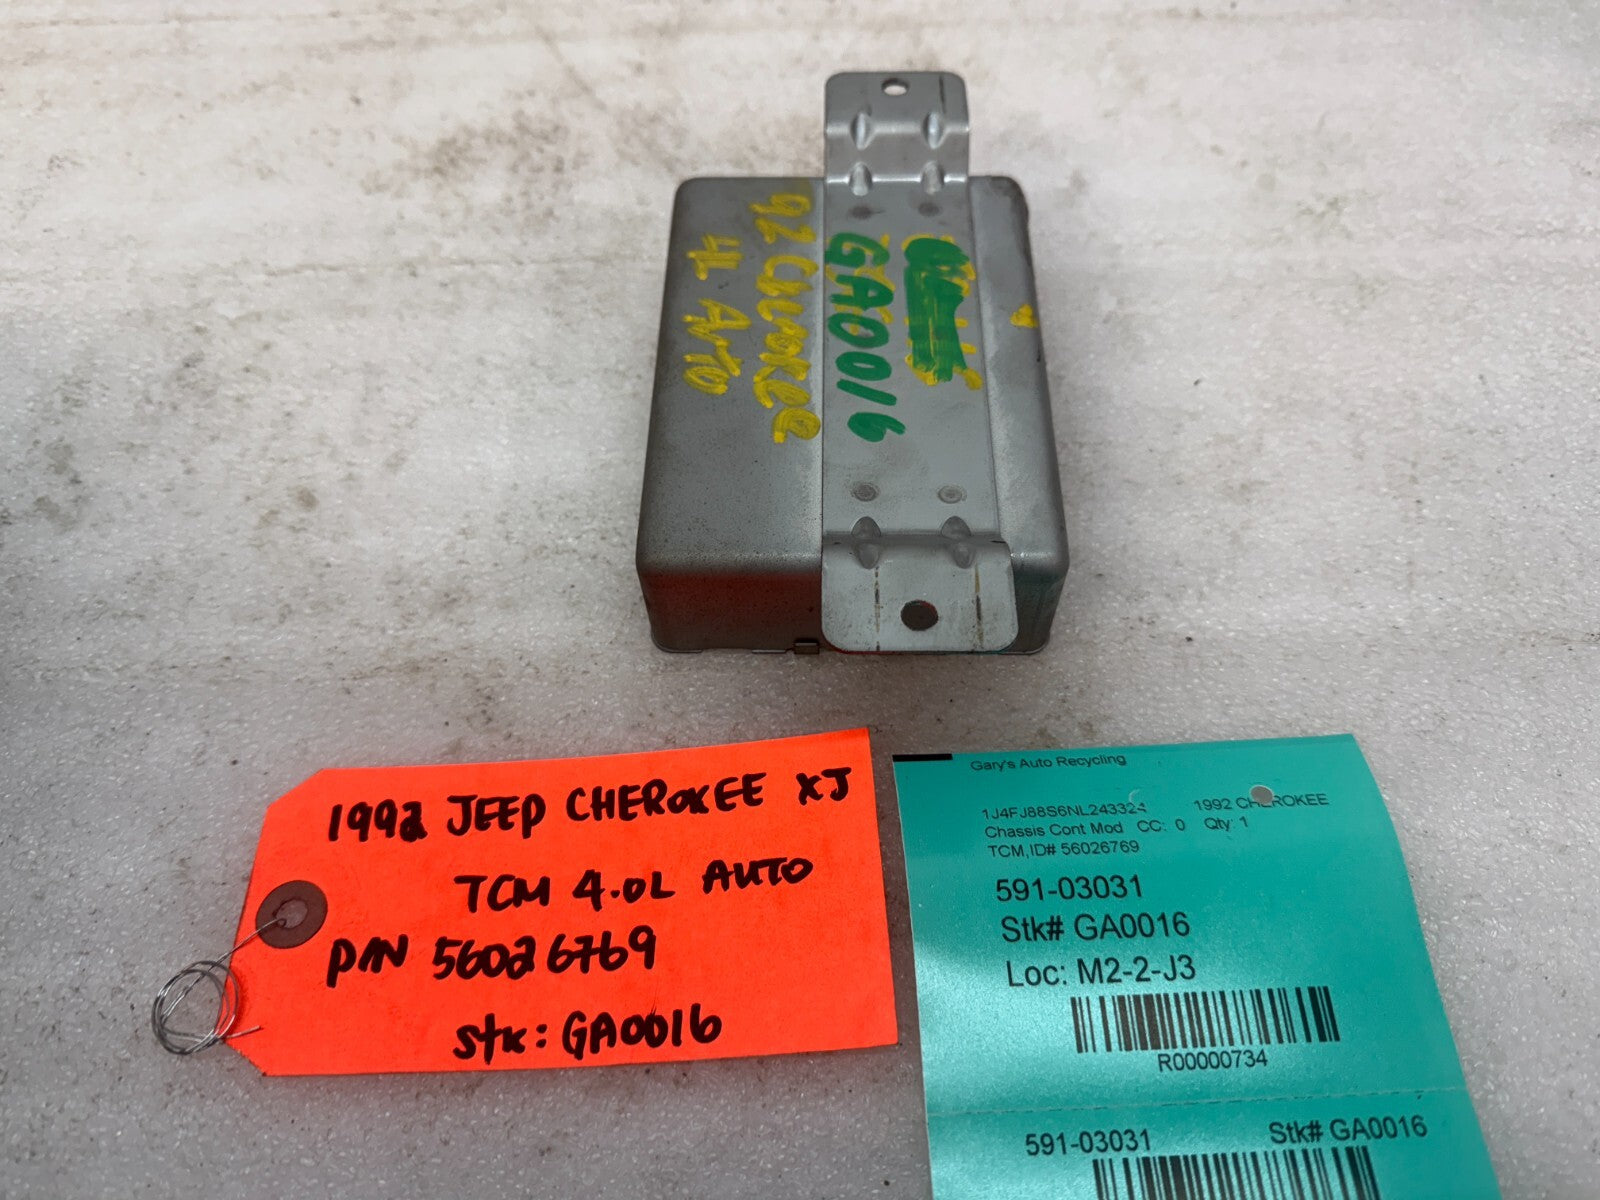 92 CHEROKEE
4L AUTO
GA0016
1992 JEEP CHEROKEE XJ
TCM 4.0L AUTO
P/N 56026769
stk: GA0016
Gary's Auto Recycling
1J4FJ88S6NL243324 1992 CHEROKEE
Chassis Cont Mod CC: 0 Qty: 1
TCM,ID# 56026769
591-03031
Stk# GA0016
Loc: M2-2-J3
R00000734
591-03031 Stk# GA0016